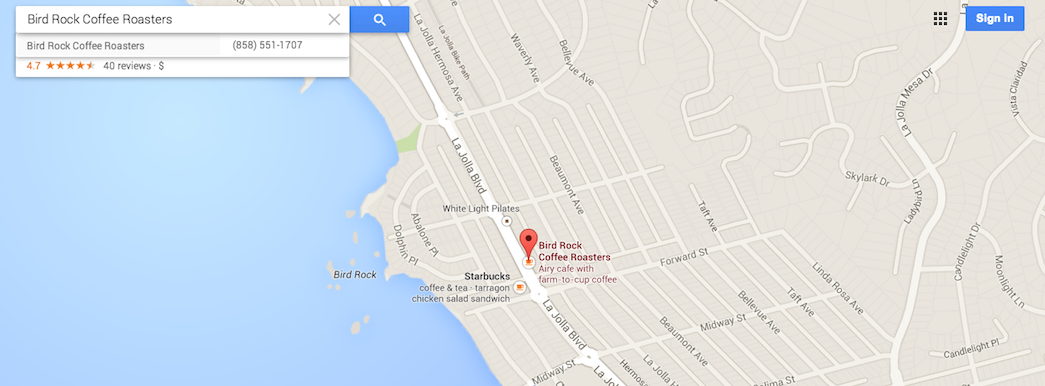 Bird Rock Coffee Roasters
Sign in
Bird Rock Coffee Roasters
(858) 551-1707
4.7
40 reviews · $
La Jolla Hermosa Ave
La Jolla Bike Path
Waverly Ave
Bellevue Ave
La Jolla Mesa Dr
Vista Claridad
La Jolla Blvd
Beaumont Ave
Skylark Dr
Ladybird Ln
Taft Ave
White Light Pilates
Abalone Pl
Dolphin Pl
Bird Rock
Bird Rock
Coffee Roasters
Airy cafe with
farm-to-cup coffee
Forward St
Starbucks
coffee & tea · tarragon
chicken salad sandwich
Candlelight Dr
Moonlight Ln
Linda Rosa Ave
Taft Ave
Bellevue Ave
La Jolla Blvd
Beaumont Ave
Midway St
Candlelight Pl
Midway St
La Jolla Hermosa